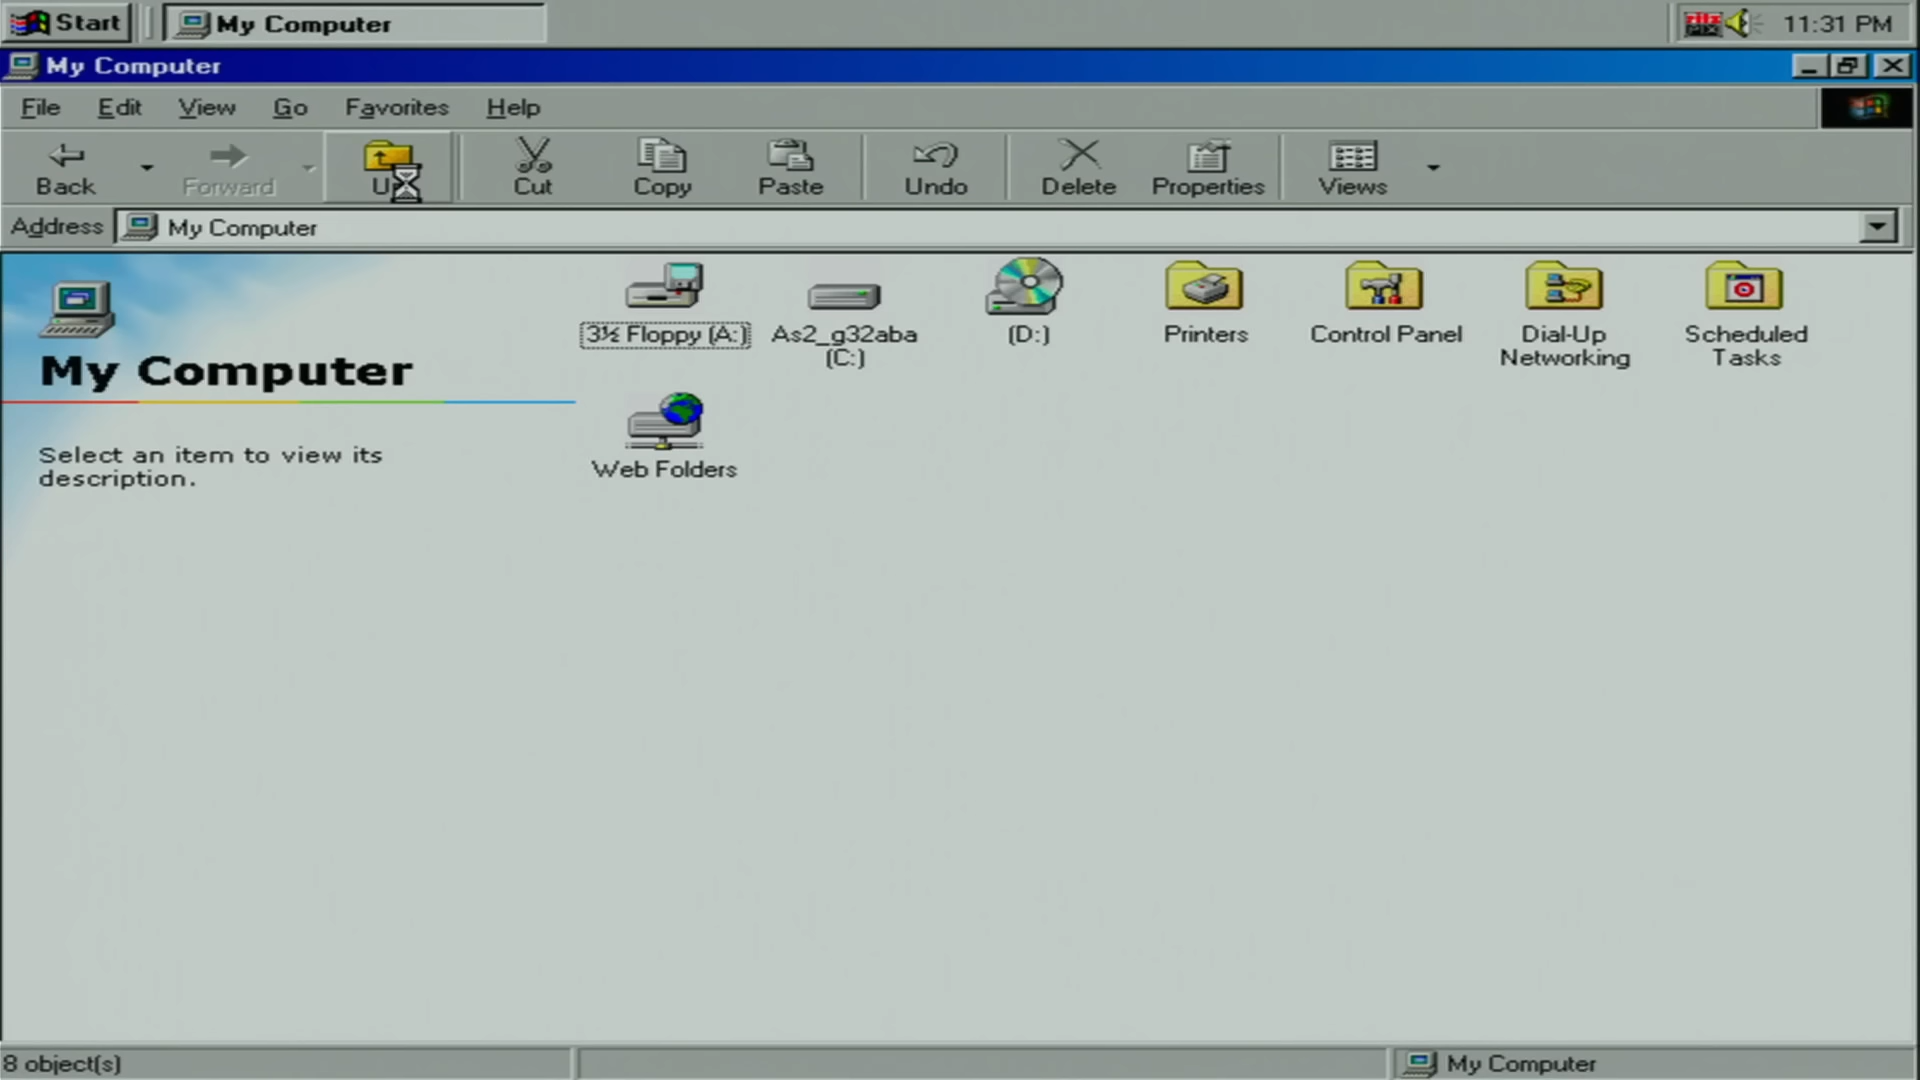 Start
My Computer
11:31 PM
My Computer
File Edit View Go Favorites Help
Back Forward Cut Copy Paste Undo Delete Properties Views
Address My Computer
3½ Floppy (A:)
As2_g32aba
(C:)
(D:)
Printers
Control Panel
Dial-Up
Networking
Scheduled
Tasks
My Computer
Web Folders
Select an item to view its
description.
8 object(s)
My Computer